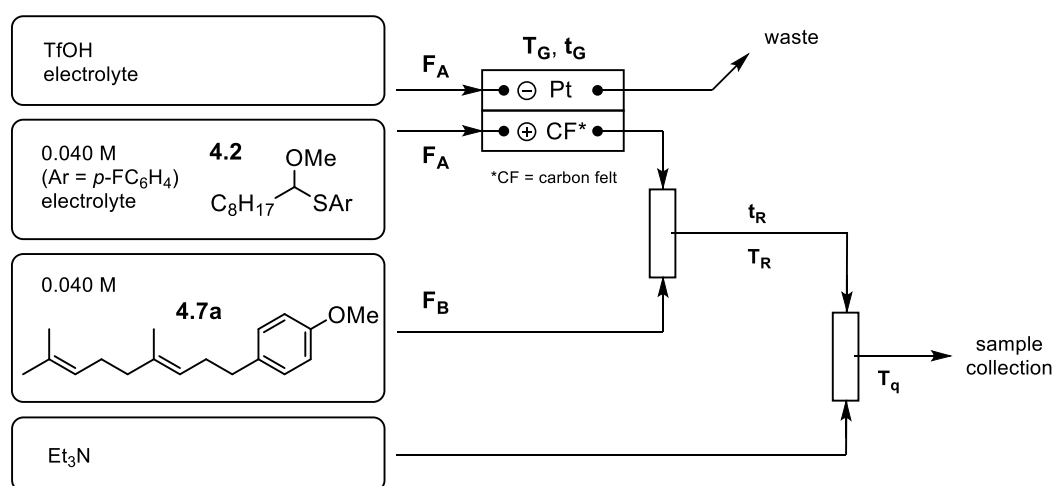 TfOH
electrolyte
F_A
T_G, t_G
⊖ Pt
waste
0.040 M
(Ar = p-FC6H4)
electrolyte
4.2
OMe
C8H17
SAr
F_A
⊕ CF*
*CF = carbon felt
t_R
T_R
0.040 M
4.7a
OMe
F_B
sample
collection
T_q
Et3N